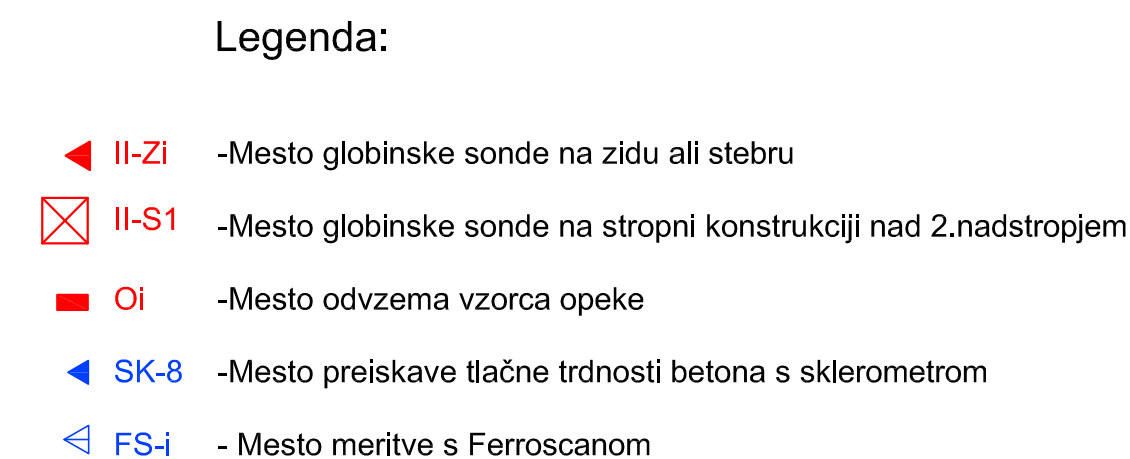 Legenda:
II-Zi -Mesto globinske sonde na zidu ali stebru
II-S1 -Mesto globinske sonde na stropni konstrukciji nad 2.nadstropjem
Oi -Mesto odvzema vzorca opeke
SK-8 -Mesto preiskave tlačne trdnosti betona s sklerometrom
FS-i - Mesto meritve s Ferroscanom